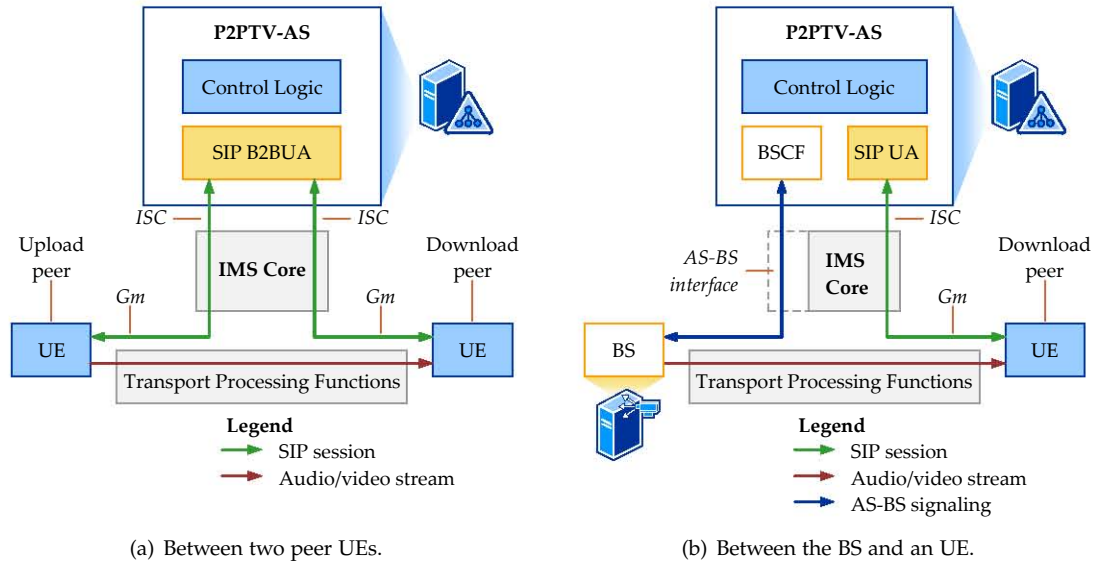 P2PTV-AS
Control Logic
SIP B2BUA
ISC
ISC
Upload
peer
Download
peer
IMS Core
Gm
Gm
UE
UE
Transport Processing Functions
Legend
SIP session
Audio/video stream
(a) Between two peer UEs.
P2PTV-AS
Control Logic
BSCF
SIP UA
ISC
AS-BS
interface
IMS
Core
Download
peer
Gm
BS
UE
Transport Processing Functions
Legend
SIP session
Audio/video stream
AS-BS signaling
(b) Between the BS and an UE.